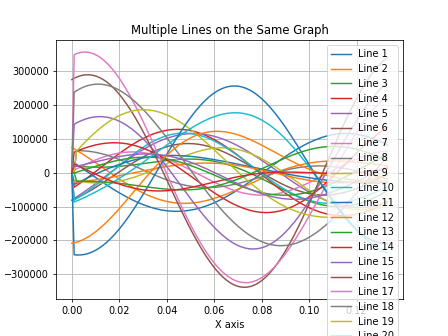 Multiple Lines on the Same Graph
300000
200000
100000
0
−100000
−200000
−300000
0.00
0.02
0.04
0.06
0.08
0.10
X axis
Line 1
Line 2
Line 3
Line 4
Line 5
Line 6
Line 7
Line 8
Line 9
Line 10
Line 11
Line 12
Line 13
Line 14
Line 15
Line 16
Line 17
Line 18
Line 19
Line 20